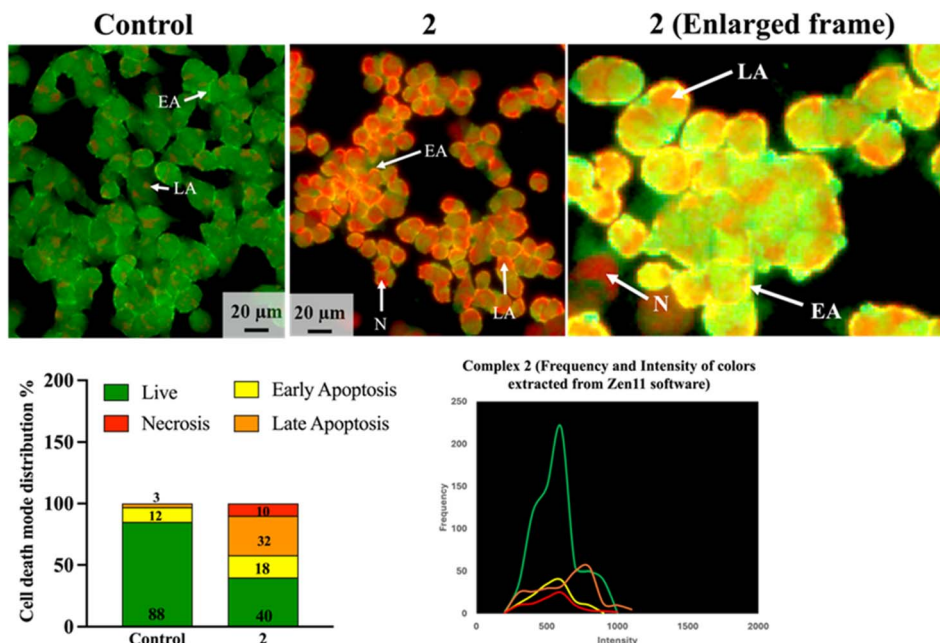 Control
2
2 (Enlarged frame)
EA
LA
20 µm
EA
N
LA
20 µm
LA
N
EA
Cell death mode distribution %
200
150
100
50
0
Live
Early Apoptosis
Necrosis
Late Apoptosis
3
12
88
10
32
18
40
Control
2
Complex 2 (Frequency and Intensity of colors
extracted from Zen11 software)
Frequency
250
200
150
100
50
0
0
500
1000
1500
2000
Intensity